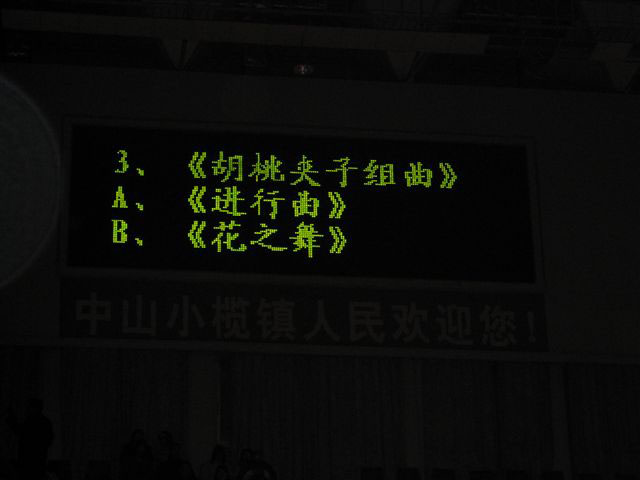 3、《胡桃夹子组曲》
A、《进行曲》
B、《花之舞》
中山小榄镇人民欢迎您!